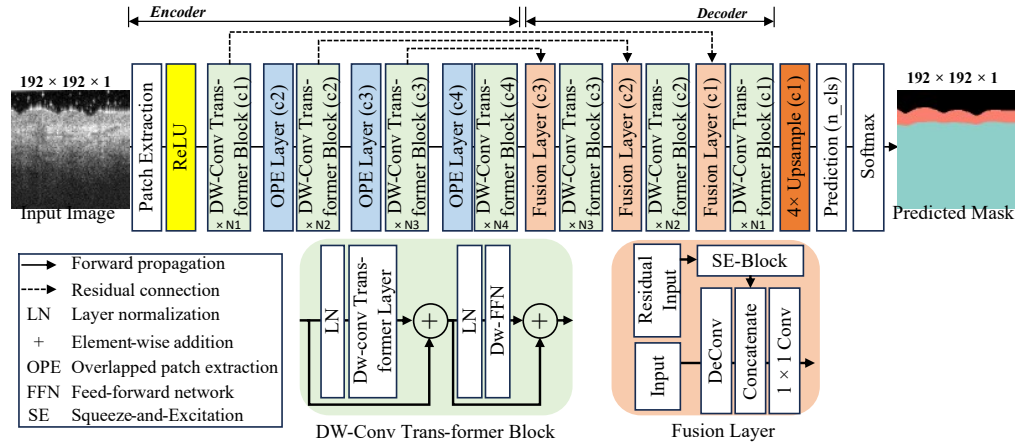 Encoder
Decoder
192 × 192 × 1
Input Image
Patch Extraction
ReLU
DW-Conv Trans-
former Block (c1)
× N1
OPE Layer (c2)
DW-Conv Trans-
former Block (c2)
× N2
OPE Layer (c3)
DW-Conv Trans-
former Block (c3)
× N3
OPE Layer (c4)
DW-Conv Trans-
former Block (c4)
× N4
Fusion Layer (c3)
DW-Conv Trans-
former Block (c3)
× N3
Fusion Layer (c2)
DW-Conv Trans-
former Block (c2)
× N2
Fusion Layer (c1)
DW-Conv Trans-
former Block (c1)
× N1
4× Upsample (c1)
Prediction (n_cls)
Softmax
192 × 192 × 1
Predicted Mask
Forward propagation
Residual connection
LN Layer normalization
+ Element-wise addition
OPE Overlapped patch extraction
FFN Feed-forward network
SE Squeeze-and-Excitation
LN
Dw-conv Trans-
former Layer
+
LN
Dw-FFN
+
DW-Conv Trans-former Block
Residual
Input
SE-Block
Input
DeConv
Concatenate
1 × 1 Conv
Fusion Layer